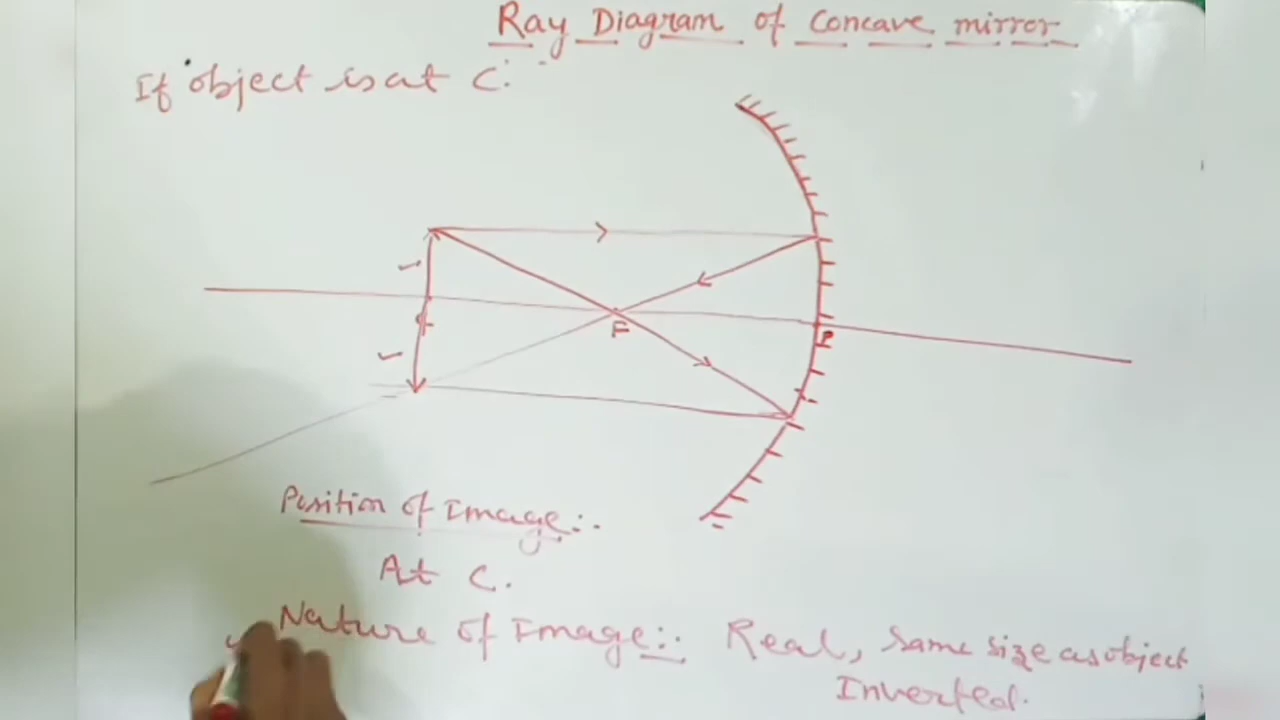 Ray Diagram of Concave mirror
If object is at C:-
F
P
Position of Image:-
At C.
Nature of Image:- Real, Same size as object
Inverted.